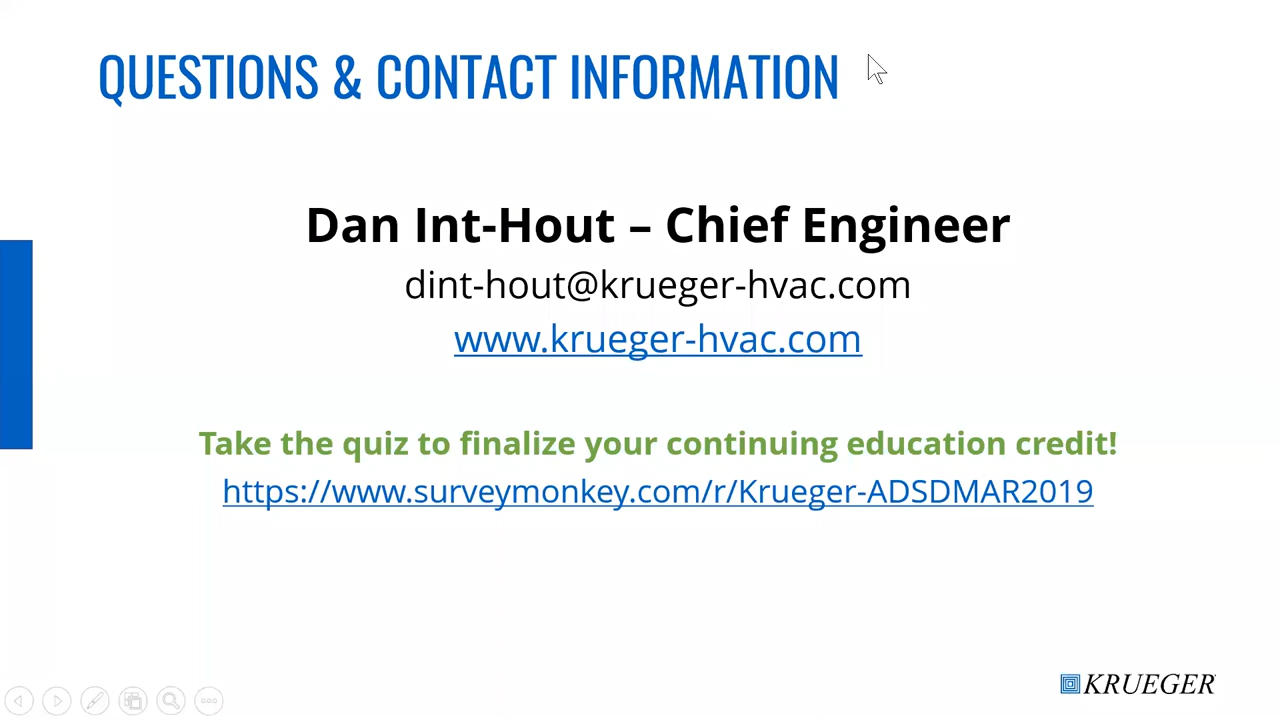 QUESTIONS & CONTACT INFORMATION
Dan Int-Hout – Chief Engineer
dint-hout@krueger-hvac.com
www.krueger-hvac.com
Take the quiz to finalize your continuing education credit!
https://www.surveymonkey.com/r/Krueger-ADSDMAR2019
KRUEGER